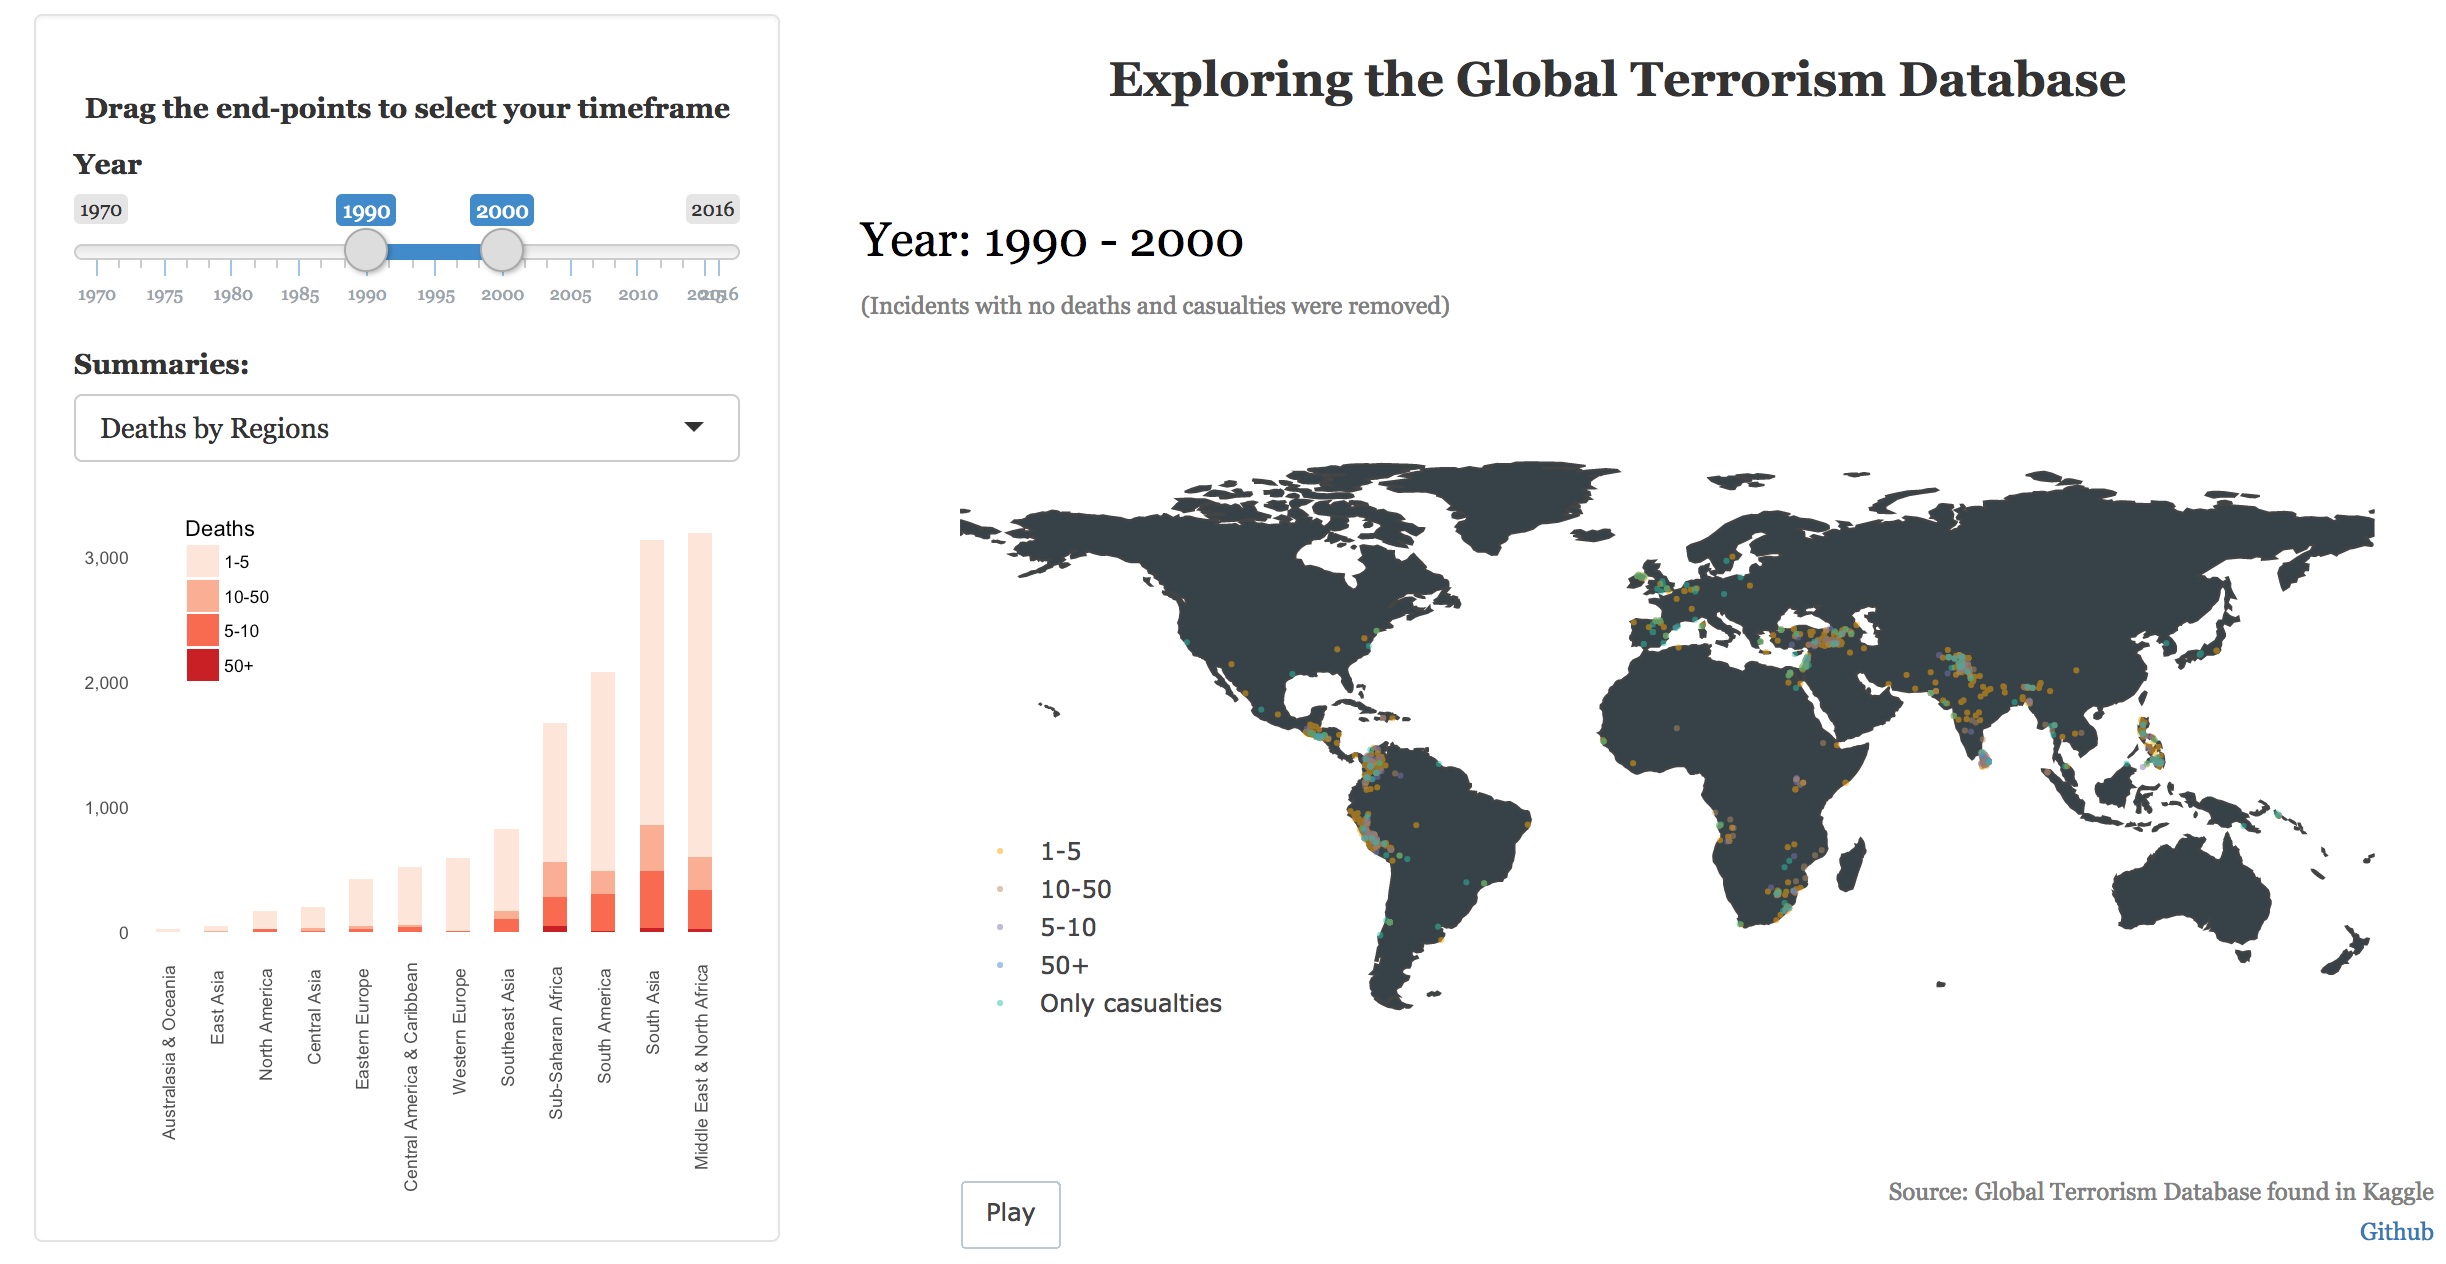 Drag the end-points to select your timeframe
Year
1970
1990
2000
2016
1970 1975 1980 1985 1990 1995 2000 2005 2010 2015 2016
Summaries:
Deaths by Regions
Deaths
1-5
10-50
5-10
50+
3,000
2,000
1,000
0
Australasia & Oceania
East Asia
North America
Central Asia
Eastern Europe
Central America & Caribbean
Western Europe
Southeast Asia
Sub-Saharan Africa
South America
South Asia
Middle East & North Africa
Exploring the Global Terrorism Database
Year: 1990 - 2000
(Incidents with no deaths and casualties were removed)
1-5
10-50
5-10
50+
Only casualties
Play
Source: Global Terrorism Database found in Kaggle
Github